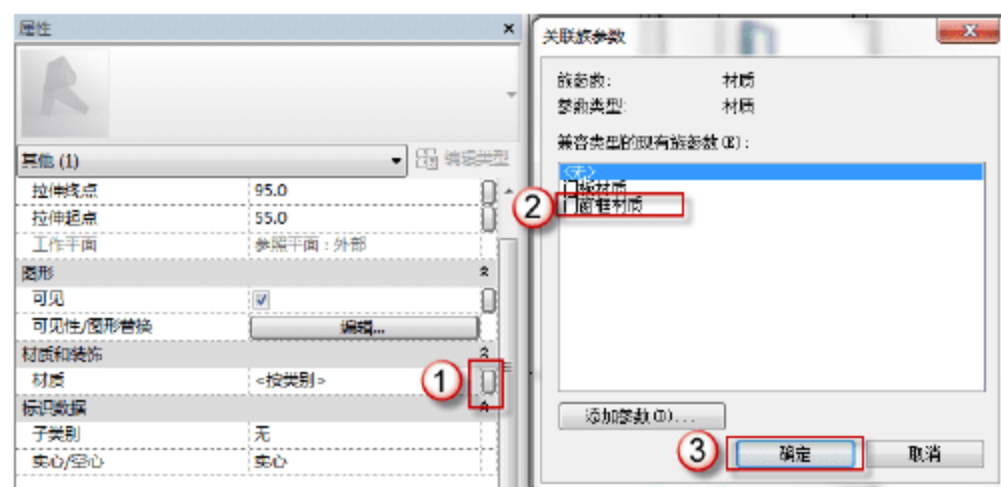 属性
其他 (1)
编辑类型
拉伸终点 95.0
拉伸起点 55.0
工作平面 参照平面 : 外部
图形
可见
可见性/图形替换 编辑...
材质和装饰
材质 <按类别>
1
标识数据
子类别 无
实心/空心 实心
关联族参数
族参数: 材质
参数类型: 材质
兼容类型的现有族参数(E):
<无>
门板材质
2
门窗框材质
添加参数(D)...
3
确定
取消